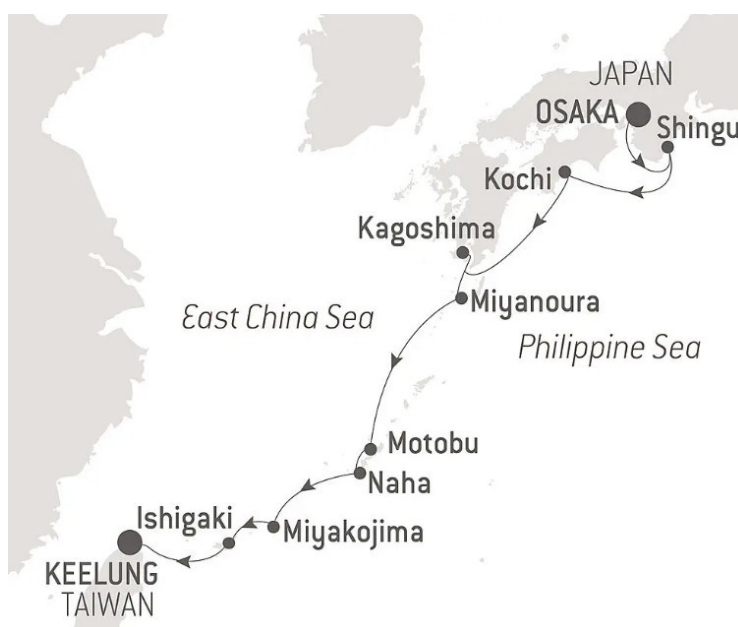 JAPAN
OSAKA
Shingu
Kochi
Kagoshima
Miyanoura
East China Sea
Philippine Sea
Motobu
Naha
Ishigaki
Miyakojima
KEELUNG
TAIWAN